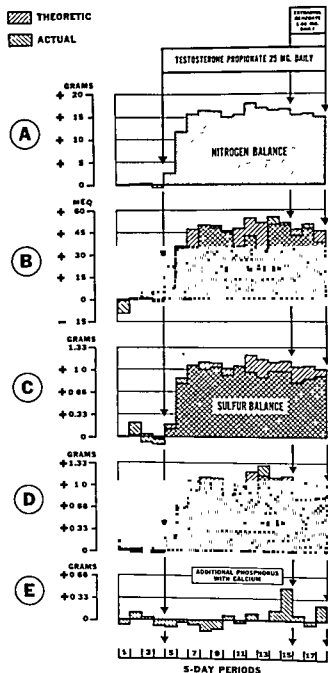 THEORETIC
ACTUAL
ESTRADIOL
BENZOATE
DAILY
TESTOSTERONE PROPIONATE 25 MG. DAILY
GRAMS
A
+ 20
+ 15
+ 10
+ 5
0
NITROGEN BALANCE
MEQ
B
+ 60
+ 45
+ 30
+ 15
0
- 15
GRAMS
C
+ 1.33
+ 1.0
+ 0.66
+ 0.33
0
SULFUR BALANCE
GRAMS
D
+ 1.33
+ 1.0
+ 0.66
+ 0.33
0
GRAMS
E
+ 0.66
+ 0.33
0
ADDITIONAL PHOSPHORUS
WITH CALCIUM
1 3 5 7 9 11 13 15 17
5-DAY PERIODS